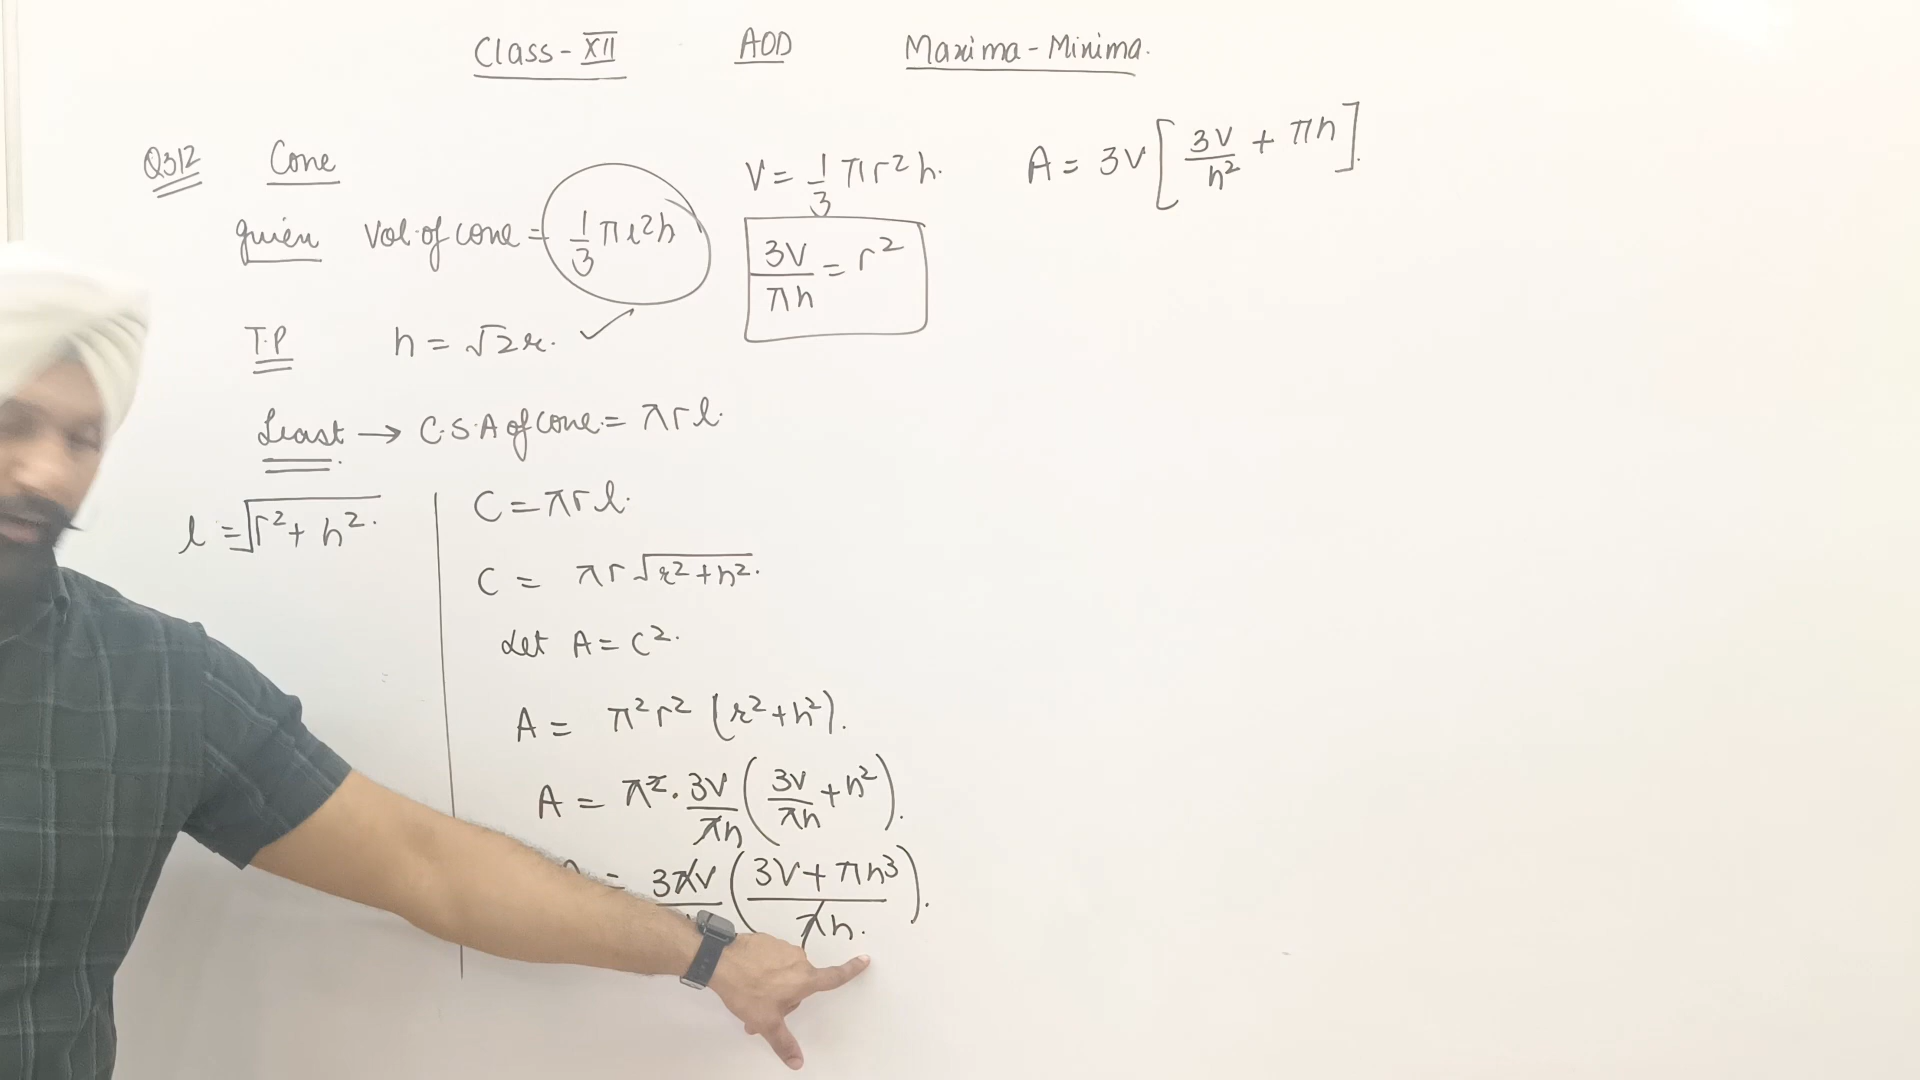 Class-XII AOD Maxima-Minima.
Q312 Cone
given Vol. of cone = 1/3 πr²h
T.P h = √2r. ✓
Least → C.S.A of cone = πrl.
l = √r² + h².
C = πrl.
C = πr√r²+h².
Let A = C².
A = π²r² (r²+h²).
A = π². 3V/πh (3V/πh + h²).
= 3πV (3V + πh³/πh.).
V = 1/3 πr²h.
3V/πh = r²
A = 3V [3V/h² + πh].